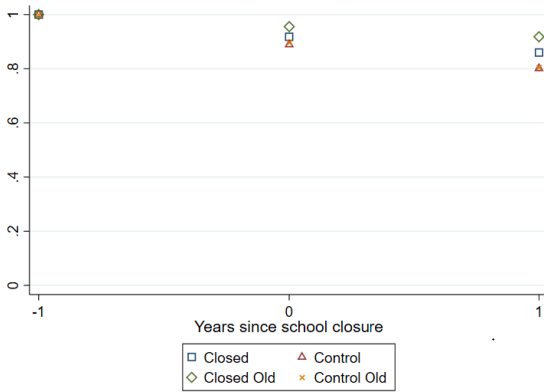 1
.8
.6
.4
.2
0
-1 0 1
Years since school closure
Closed Control
Closed Old Control Old